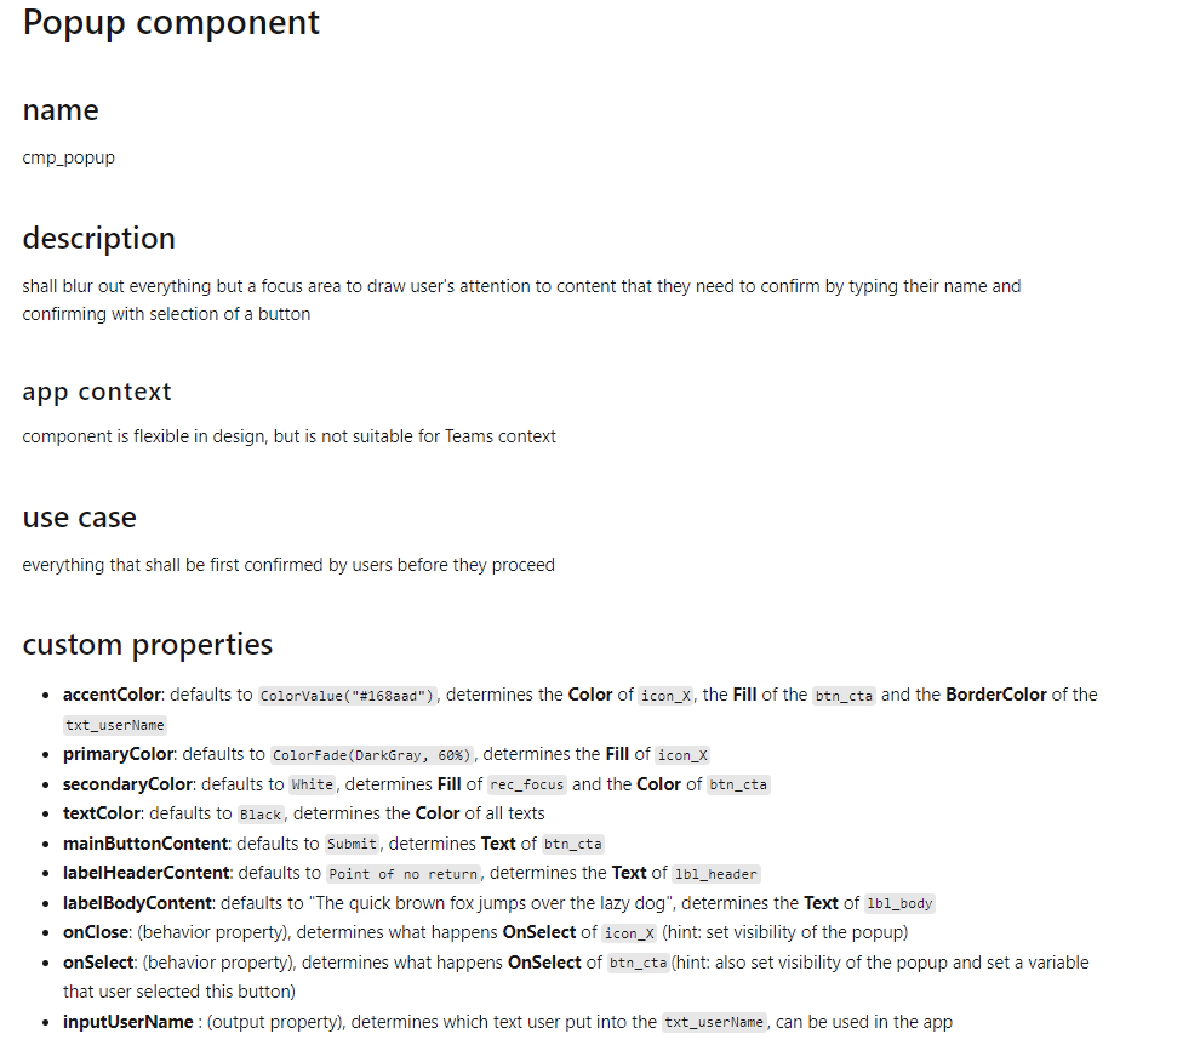 Popup component
name
cmp_popup
description
shall blur out everything but a focus area to draw user's attention to content that they need to confirm by typing their name and
confirming with selection of a button
app context
component is flexible in design, but is not suitable for Teams context
use case
everything that shall be first confirmed by users before they proceed
custom properties
• accentColor: defaults to ColorValue("#168aad"), determines the Color of icon_X, the Fill of the btn_cta and the BorderColor of the
txt_userName
• primaryColor: defaults to ColorFade(DarkGray, 60%), determines the Fill of icon_X
• secondaryColor: defaults to White, determines Fill of rec_focus and the Color of btn_cta
• textColor: defaults to Black, determines the Color of all texts
• mainButtonContent: defaults to Submit, determines Text of btn_cta
• labelHeaderContent: defaults to Point of no return, determines the Text of lbl_header
• labelBodyContent: defaults to "The quick brown fox jumps over the lazy dog", determines the Text of lbl_body
• onClose: (behavior property), determines what happens OnSelect of icon_X (hint: set visibility of the popup)
• onSelect: (behavior property), determines what happens OnSelect of btn_cta (hint: also set visibility of the popup and set a variable
that user selected this button)
• inputUserName : (output property), determines which text user put into the txt_userName, can be used in the app